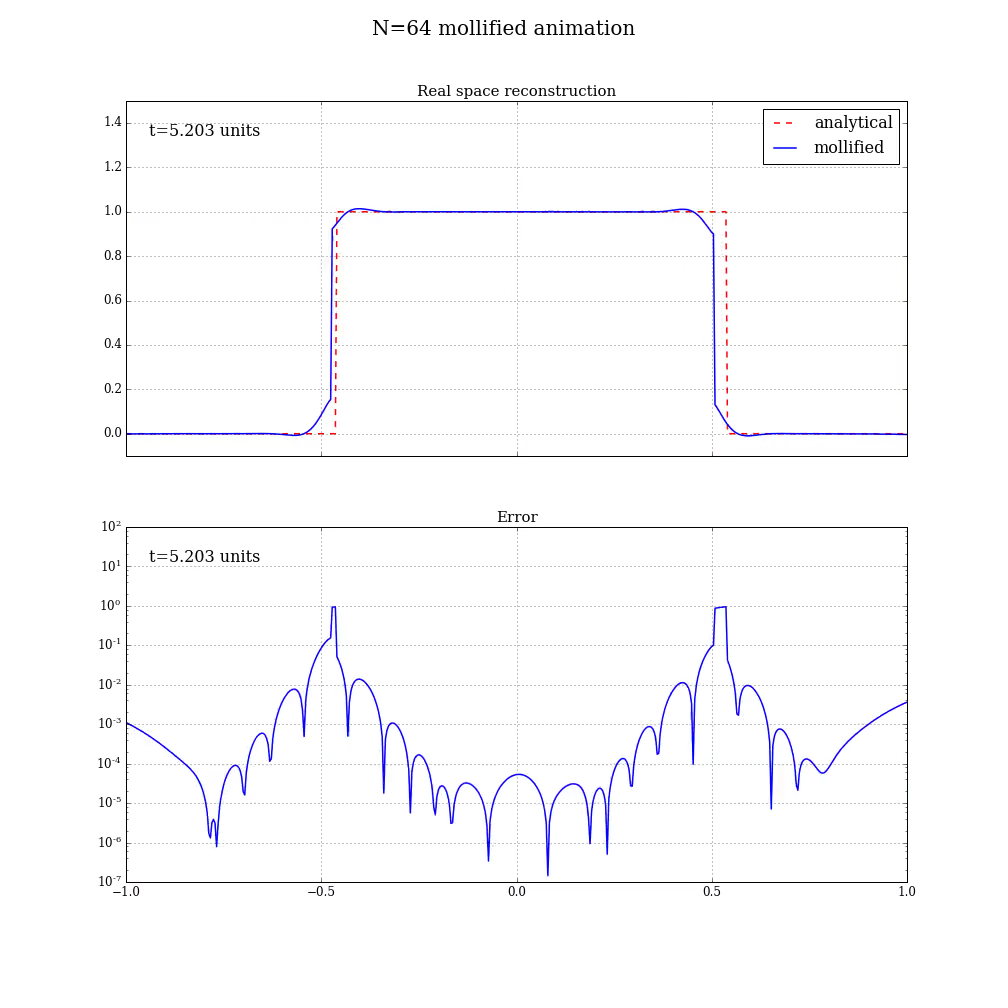 N=64 mollified animation
Real space reconstruction
t=5.203 units
analytical
mollified
1.4
1.2
1.0
0.8
0.6
0.4
0.2
0.0
Error
t=5.203 units
10²
10¹
10⁰
10⁻¹
10⁻²
10⁻³
10⁻⁴
10⁻⁵
10⁻⁶
10⁻⁷
−1.0 −0.5 0.0 0.5 1.0